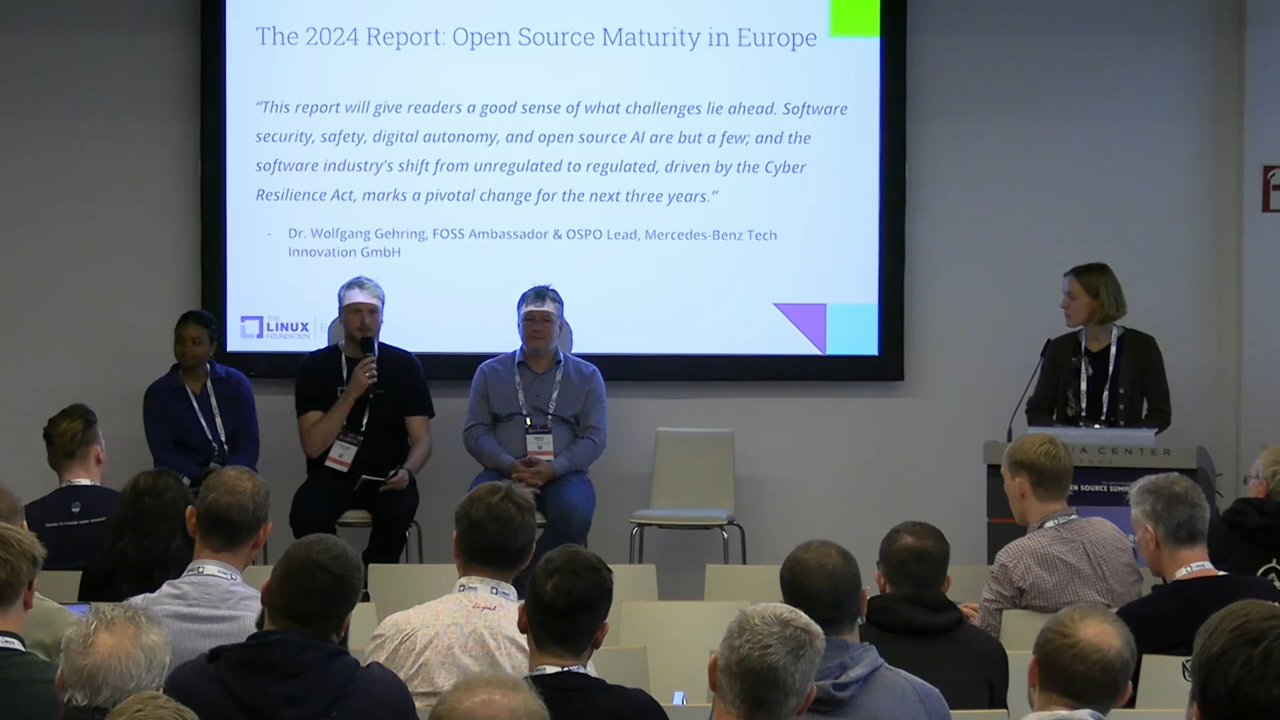 The 2024 Report: Open Source Maturity in Europe
“This report will give readers a good sense of what challenges lie ahead. Software
security, safety, digital autonomy, and open source AI are but a few; and the
software industry's shift from unregulated to regulated, driven by the Cyber
Resilience Act, marks a pivotal change for the next three years.”
- Dr. Wolfgang Gehring, FOSS Ambassador & OSPO Lead, Mercedes-Benz Tech
Innovation GmbH
THE
LINUX
FOUNDATION
CENTER
SOURCE